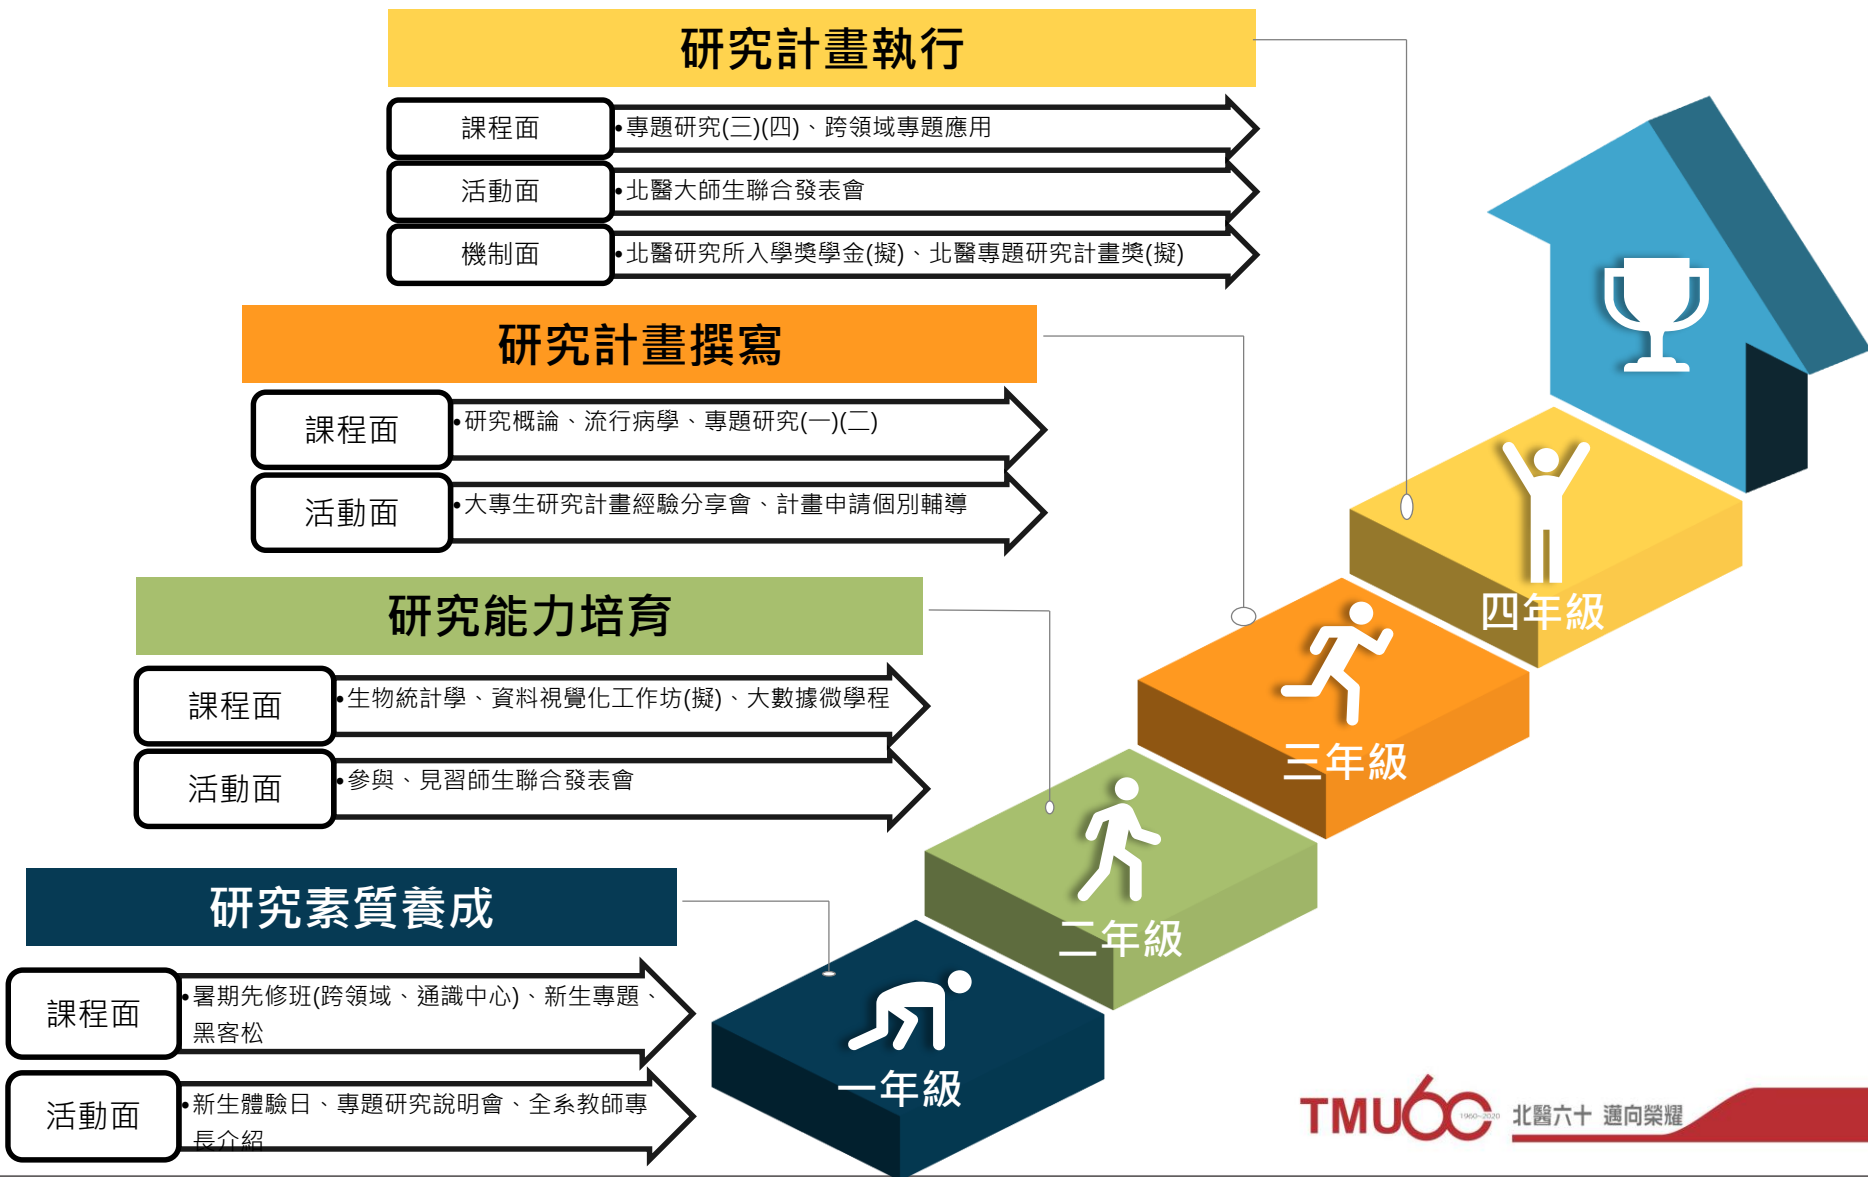 研究計畫執行
課程面
•專題研究(三)(四)、跨領域專題應用
活動面
•北醫大師生聯合發表會
機制面
•北醫研究所入學獎學金(擬)、北醫專題研究計畫獎(擬)
研究計畫撰寫
課程面
•研究概論、流行病學、專題研究(一)(二)
活動面
•大專生研究計畫經驗分享會、計畫申請個別輔導
四年級
研究能力培育
課程面
•生物統計學、資料視覺化工作坊(擬)、大數據微學程
活動面
•參與、見習師生聯合發表會
三年級
研究素質養成
二年級
課程面
•暑期先修班(跨領域、通識中心)、新生專題、
黑客松
活動面
•新生體驗日、專題研究說明會、全系教師專
長介紹
一年級
TMU60
1960-2020
北醫六十 邁向榮耀